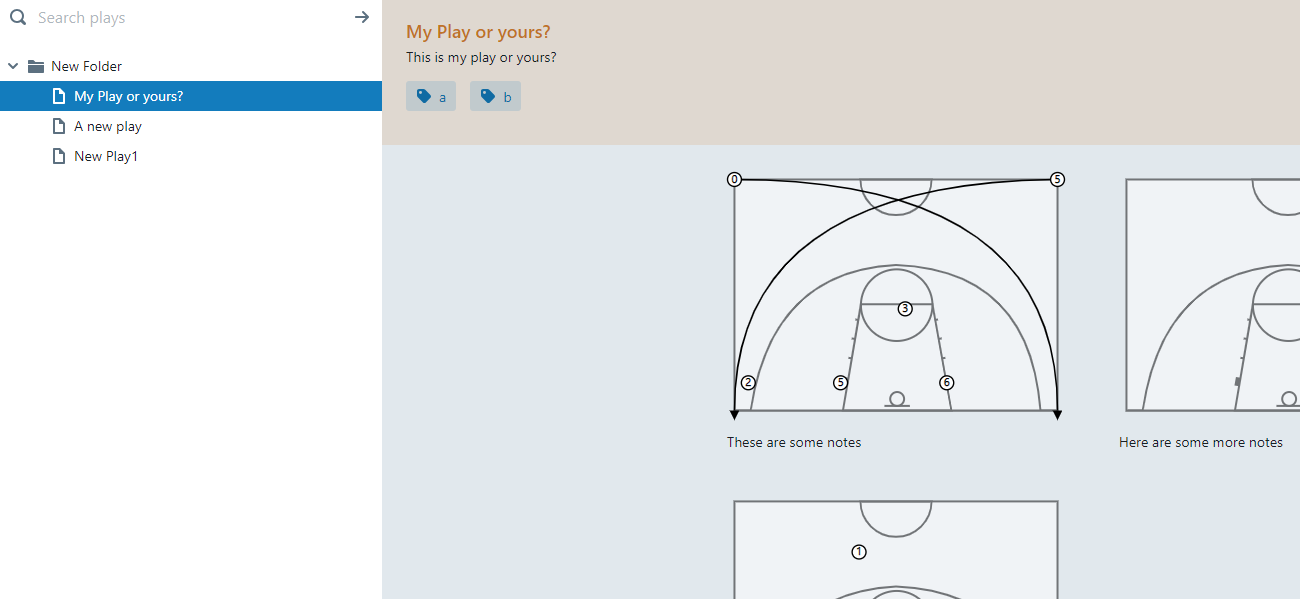 Search plays
New Folder
My Play or yours?
A new play
New Play1
My Play or yours?
This is my play or yours?
a
b
0
5
3
2
5
6
These are some notes
Here are some more notes
1